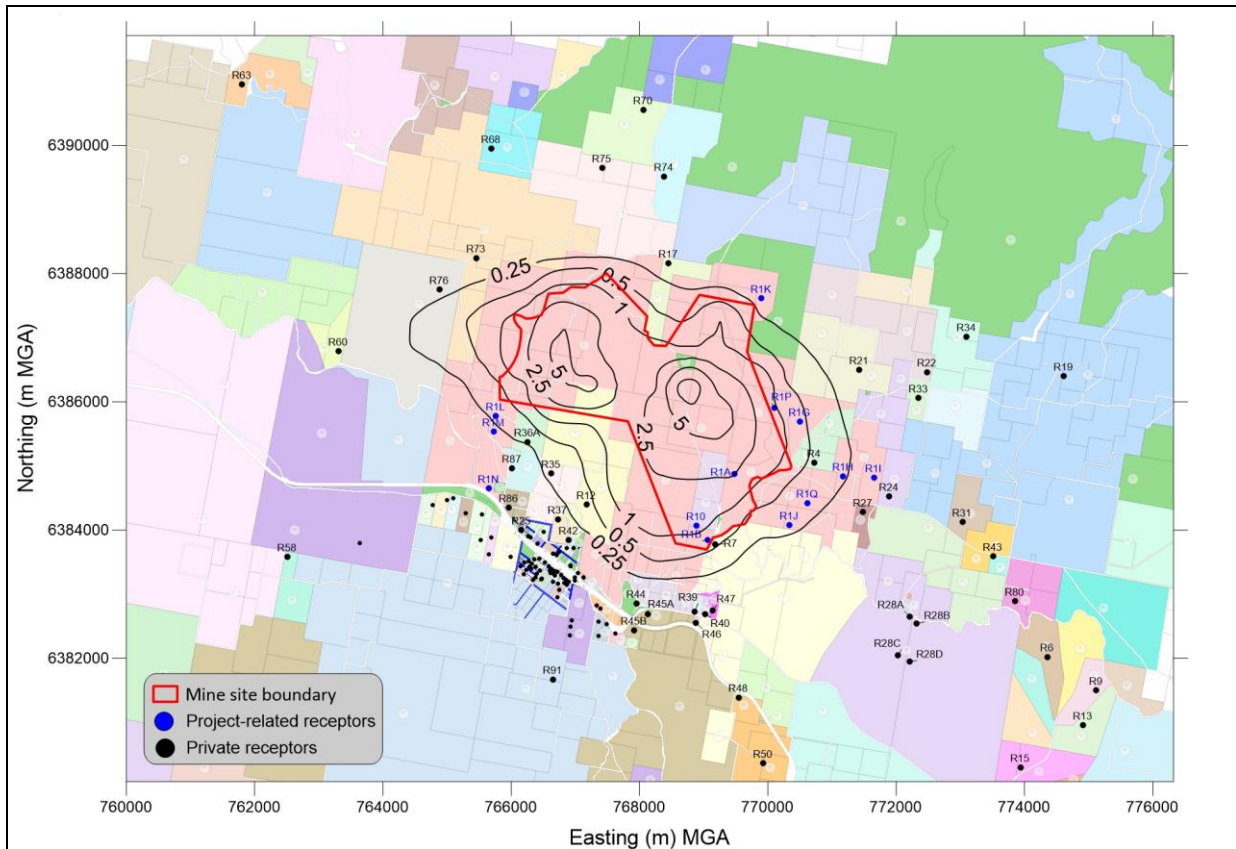 R63
R70
6390000
R68
R75
R74
R17
R73
0.25
0.5
6388000
R76
1
R1K
R34
R60
5
2.5
R21
R22
R19
R33
6386000
R1L
R1P
R1G
5
R1M
R36A
2.5
R4
R87
R35
R1A
R1H
R1I
R1N
R24
R12
R1Q
R86
R27
6384000
R37
1
R10
R1J
R31
R25
R42
0.5
R1B
R7
R58
0.25
R43
R44
R39
R47
R80
R45A
R28A
R45B
R40
R28B
R46
6382000
R28C
R28D
R6
R91
R9
R48
R13
R50
R15
Northing (m MGA)
Mine site boundary
Project-related receptors
Private receptors
760000 762000 764000 766000 768000 770000 772000 774000 776000
Easting (m) MGA